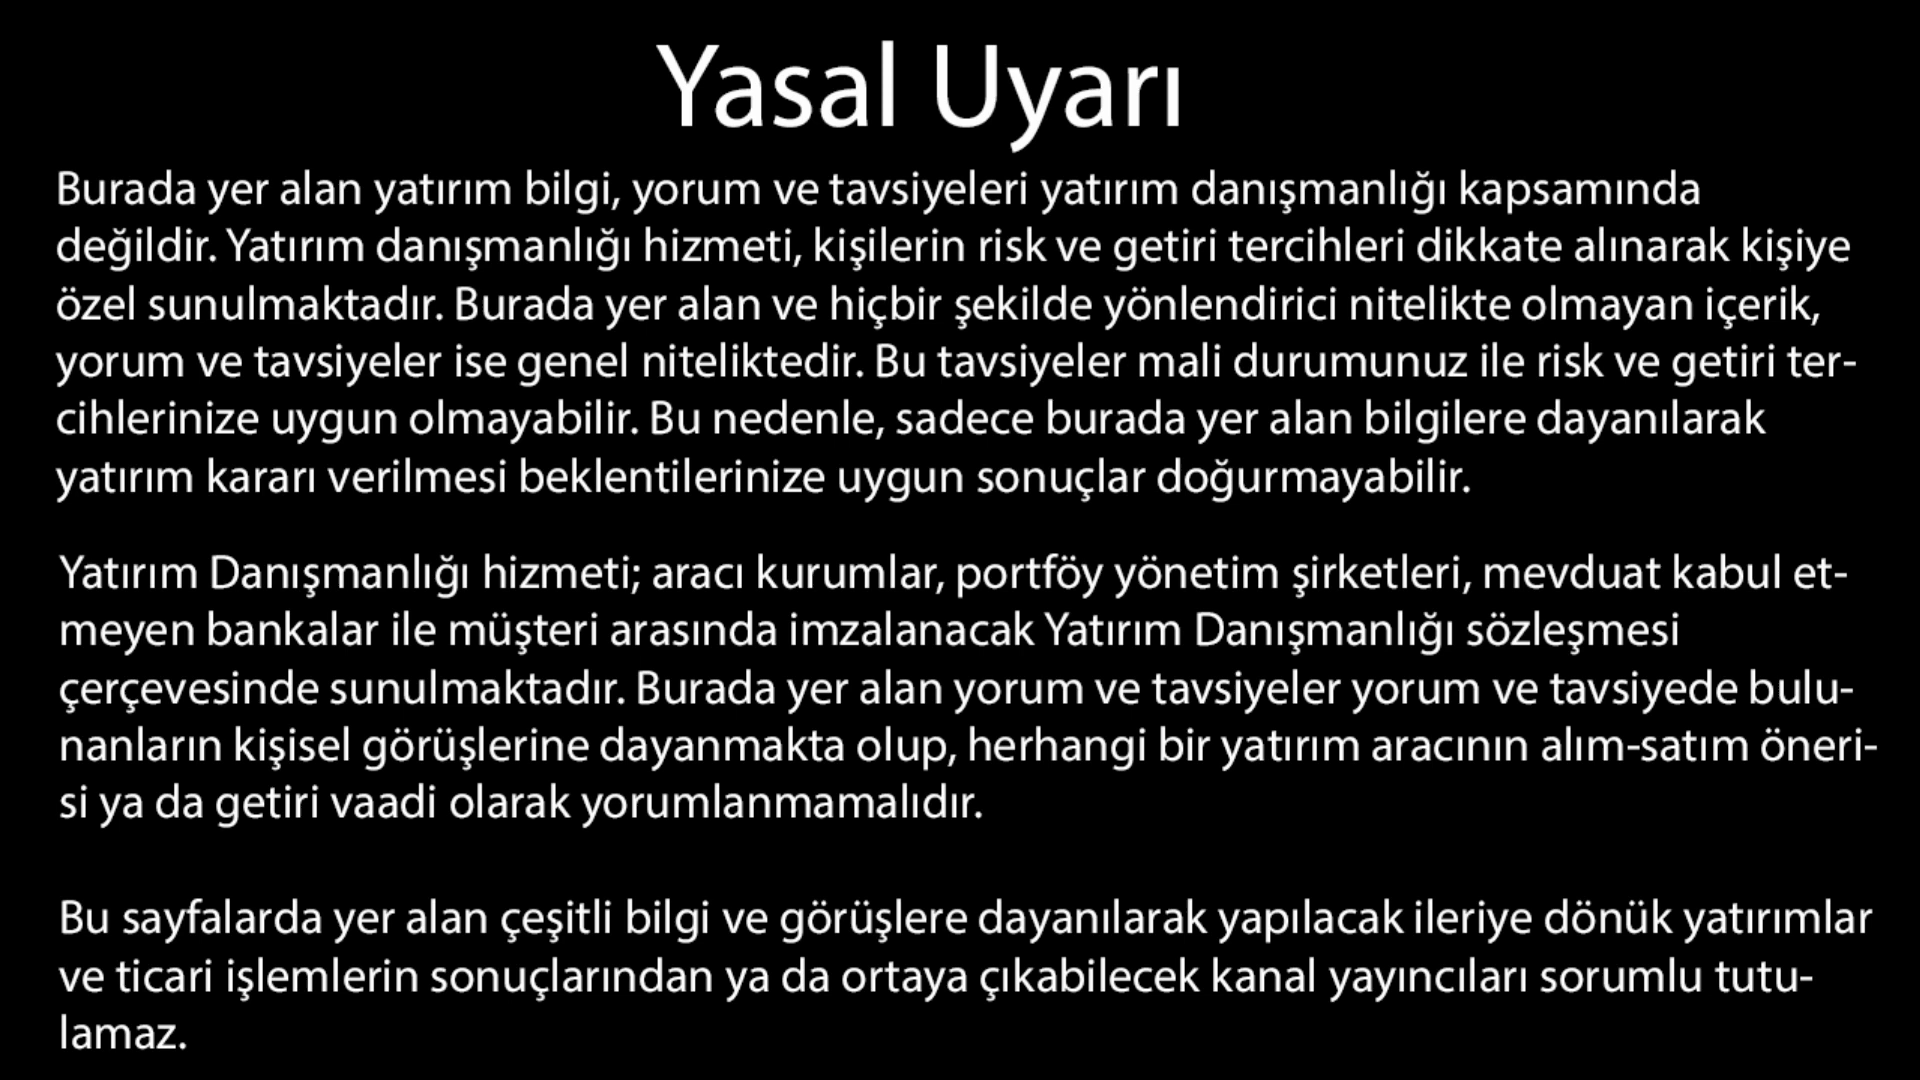 Yasal Uyarı
Burada yer alan yatırım bilgi, yorum ve tavsiyeleri yatırım danışmanlığı kapsamında
değildir. Yatırım danışmanlığı hizmeti, kişilerin risk ve getiri tercihleri dikkate alınarak kişiye
özel sunulmaktadır. Burada yer alan ve hiçbir şekilde yönlendirici nitelikte olmayan içerik,
yorum ve tavsiyeler ise genel niteliktedir. Bu tavsiyeler mali durumunuz ile risk ve getiri ter-
cihlerinize uygun olmayabilir. Bu nedenle, sadece burada yer alan bilgilere dayanılarak
yatırım kararı verilmesi beklentilerinize uygun sonuçlar doğurmayabilir.
Yatırım Danışmanlığı hizmeti; aracı kurumlar, portföy yönetim şirketleri, mevduat kabul et-
meyen bankalar ile müşteri arasında imzalanacak Yatırım Danışmanlığı sözleşmesi
çerçevesinde sunulmaktadır. Burada yer alan yorum ve tavsiyeler yorum ve tavsiyede bulu-
nanların kişisel görüşlerine dayanmakta olup, herhangi bir yatırım aracının alım-satım öneri-
si ya da getiri vaadi olarak yorumlanmamalıdır.
Bu sayfalarda yer alan çeşitli bilgi ve görüşlere dayanılarak yapılacak ileriye dönük yatırımlar
ve ticari işlemlerin sonuçlarından ya da ortaya çıkabilecek kanal yayıncıları sorumlu tutu-
lamaz.